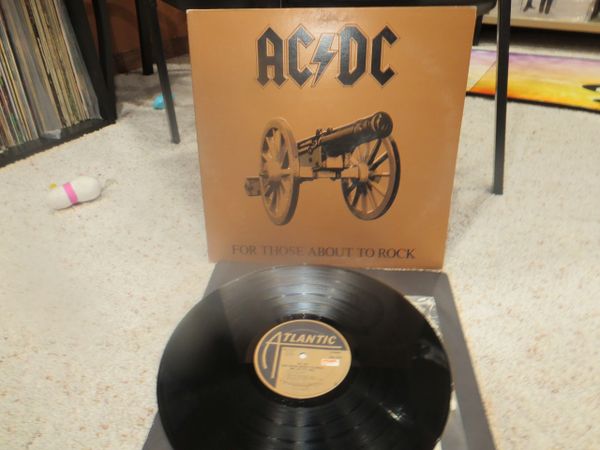 AC⚡DC
FOR THOSE ABOUT TO ROCK
ATLANTIC